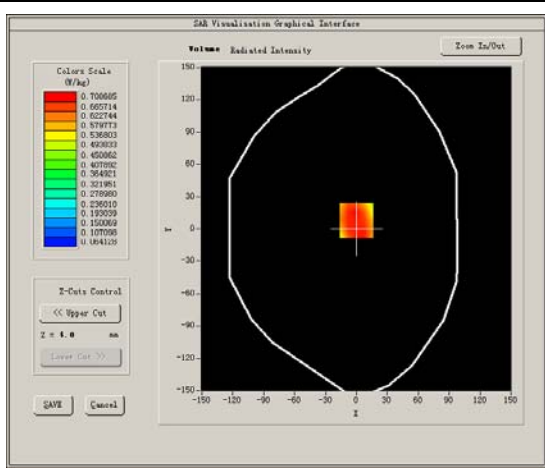 SAR Visualisation Graphical Interface
Volume Radiated Intensity
Zoom In/Out
Colors Scale
(W/kg)
0.708685
0.665714
0.622744
0.579773
0.536803
0.493833
0.450862
0.407892
0.364921
0.321951
0.278980
0.236010
0.193039
0.150069
0.107098
0.064128
150
120
90
60
30
0
-30
-60
-90
-120
-150
Y
-150 -120 -90 -60 -30 0 30 60 90 120 150
X
Z-Cuts Control
<< Upper Cut
Z = 4.0 mm
Lower Cut >>
SAVE Cancel